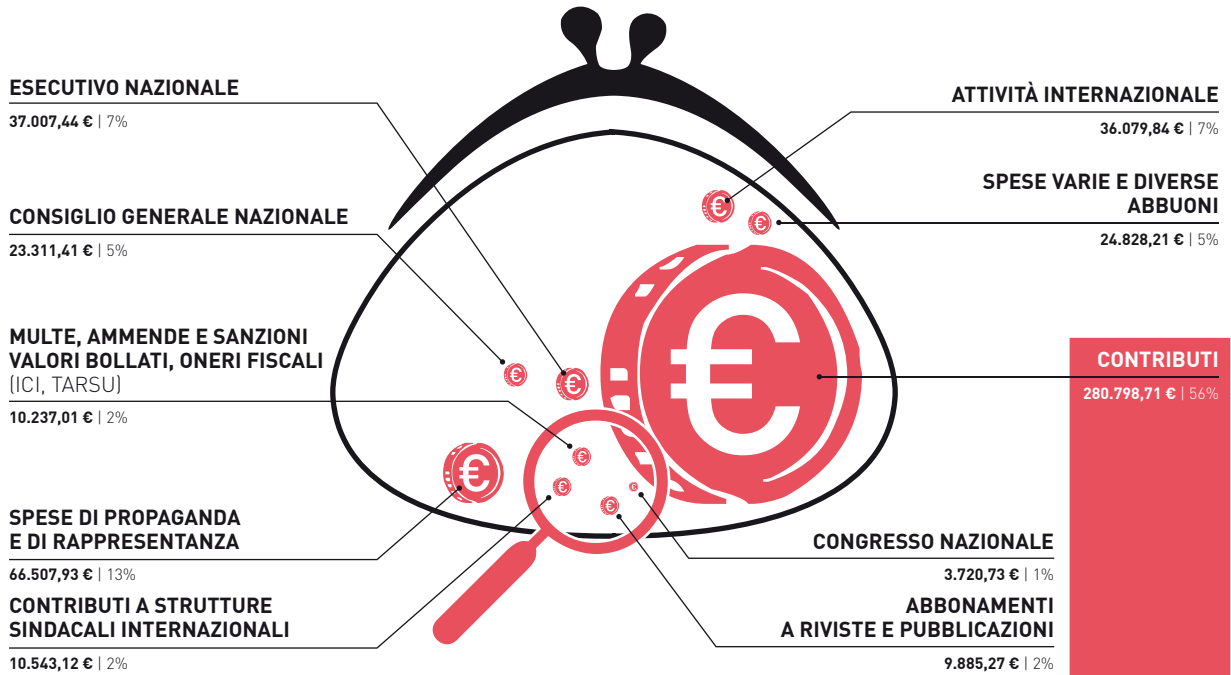 ESECUTIVO NAZIONALE
37.007,44 € | 7%
CONSIGLIO GENERALE NAZIONALE
23.311,41 € | 5%
MULTE, AMMENDE E SANZIONI
VALORI BOLLATI, ONERI FISCALI
(ICI, TARSU)
10.237,01 € | 2%
SPESE DI PROPAGANDA
E DI RAPPRESENTANZA
66.507,93 € | 13%
CONTRIBUTI A STRUTTURE
SINDACALI INTERNAZIONALI
10.543,12 € | 2%
ATTIVITÀ INTERNAZIONALE
36.079,84 € | 7%
SPESE VARIE E DIVERSE
ABBUONI
24.828,21 € | 5%
CONTRIBUTI
280.798,71 € | 56%
CONGRESSO NAZIONALE
3.720,73 € | 1%
ABBONAMENTI
A RIVISTE E PUBBLICAZIONI
9.885,27 € | 2%
€
€
€
€
€
€
€
€
€
€